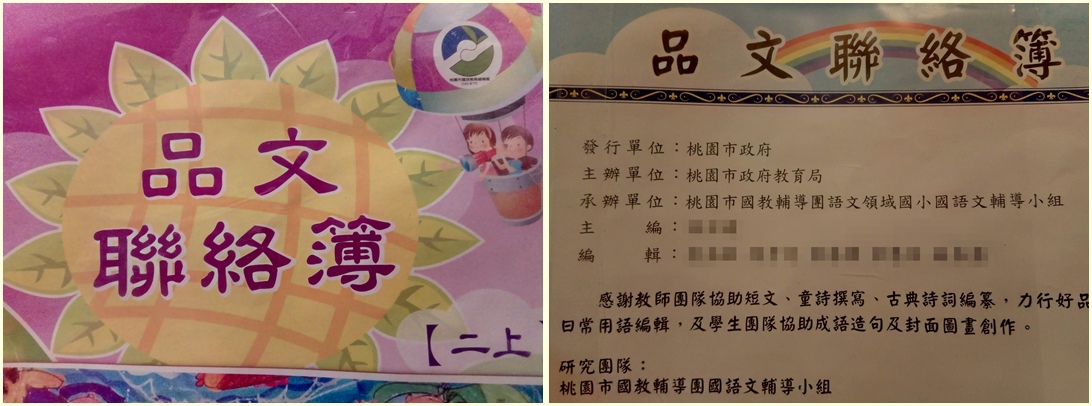 品文
聯絡簿
【二上
品文聯絡簿
發行單位：桃園市政府
主辦單位：桃園市政府教育局
承辦單位：桃園市國教輔導團語文領域國小國語文輔導小組
主編：
編輯：
感謝教師團隊協助短文、童詩撰寫、古典詩詞編纂，力行好品
日常用語編輯，及學生團隊協助成語造句及封面圖畫創作。
研究團隊：
桃園市國教輔導團國語文輔導小組